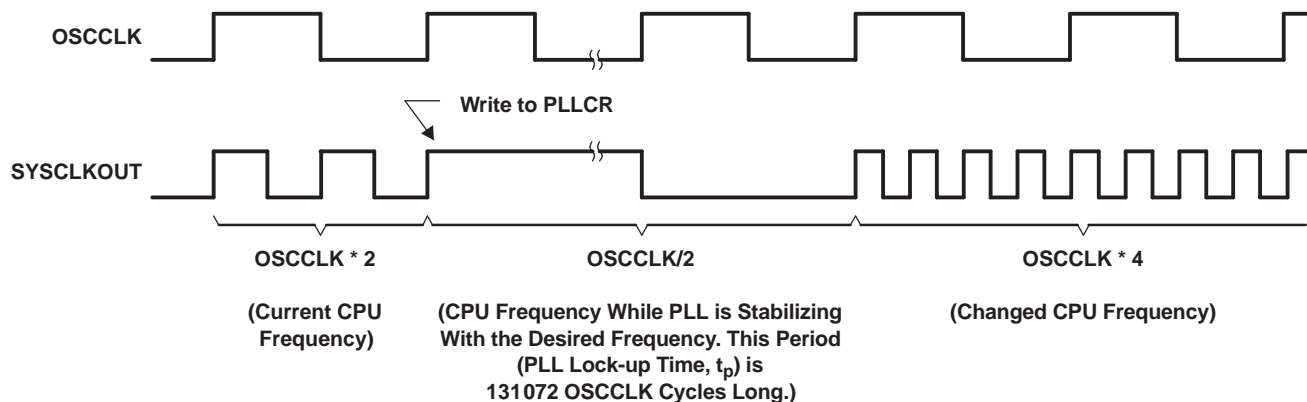 OSCCLK
Write to PLLCR
SYSCLKOUT
OSCCLK * 2
(Current CPU
Frequency)
OSCCLK/2
(CPU Frequency While PLL is Stabilizing
With the Desired Frequency. This Period
(PLL Lock-up Time, tp) is
131072 OSCCLK Cycles Long.)
OSCCLK * 4
(Changed CPU Frequency)